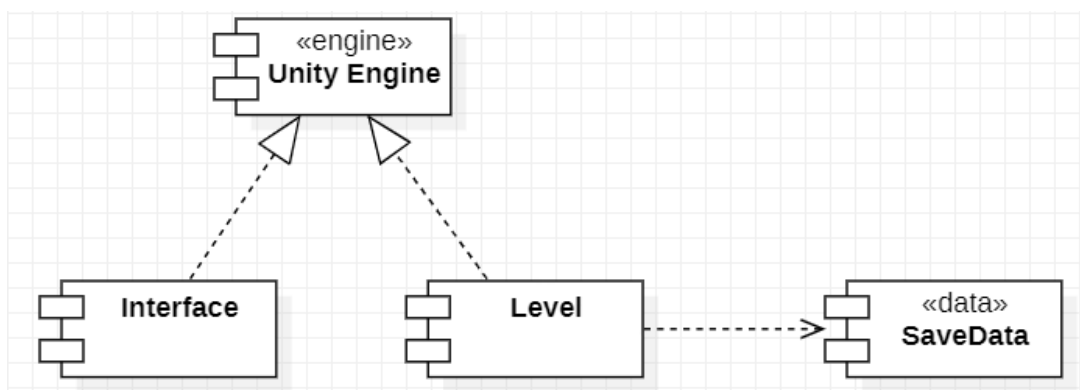 «engine»
Unity Engine
Interface
Level
«data»
SaveData